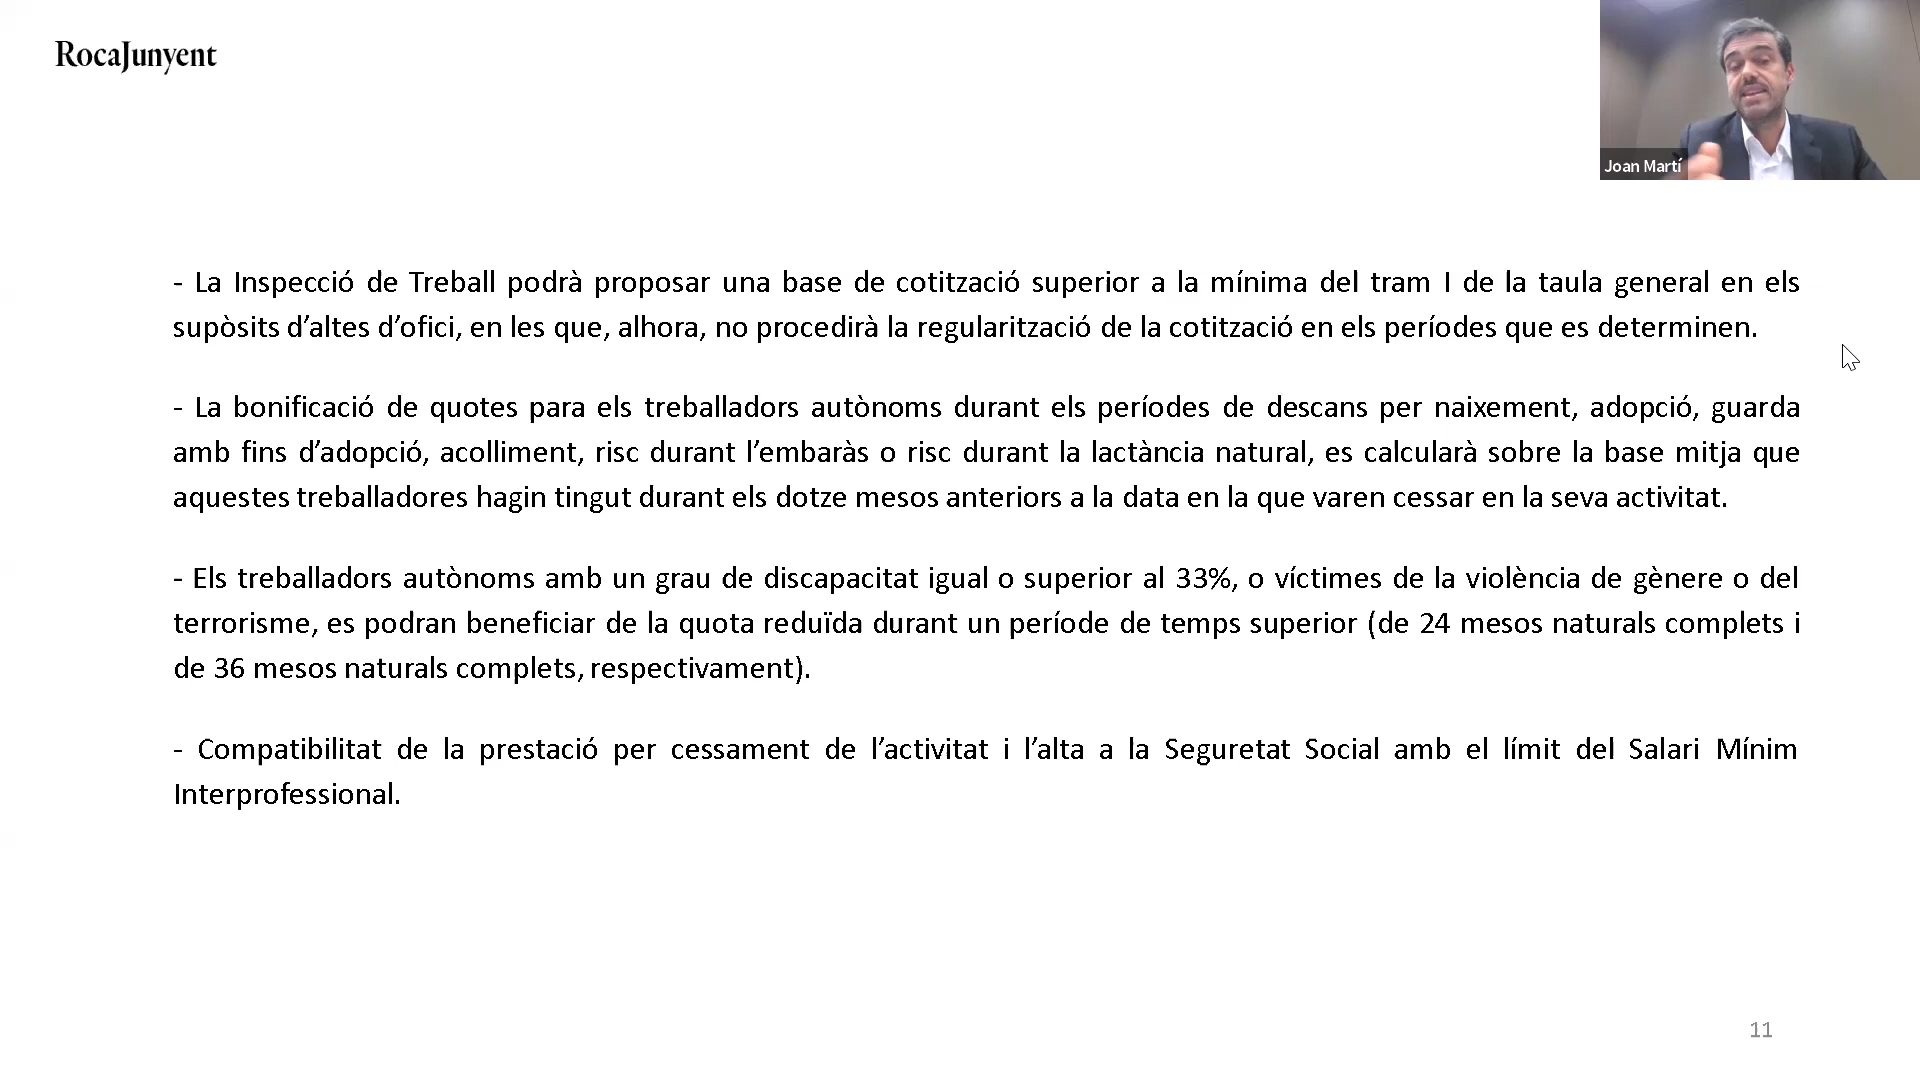 RocaJunyent
Joan Martí
- La Inspecció de Treball podrà proposar una base de cotització superior a la mínima del tram I de la taula general en els
supòsits d’altes d’ofici, en les que, alhora, no procedirà la regularització de la cotització en els períodes que es determinen.
- La bonificació de quotes para els treballadors autònoms durant els períodes de descans per naixement, adopció, guarda
amb fins d’adopció, acolliment, risc durant l’embaràs o risc durant la lactància natural, es calcularà sobre la base mitja que
aquestes treballadores hagin tingut durant els dotze mesos anteriors a la data en la que varen cessar en la seva activitat.
- Els treballadors autònoms amb un grau de discapacitat igual o superior al 33%, o víctimes de la violència de gènere o del
terrorisme, es podran beneficiar de la quota reduïda durant un període de temps superior (de 24 mesos naturals complets i
de 36 mesos naturals complets, respectivament).
- Compatibilitat de la prestació per cessament de l’activitat i l’alta a la Seguretat Social amb el límit del Salari Mínim
Interprofessional.
11